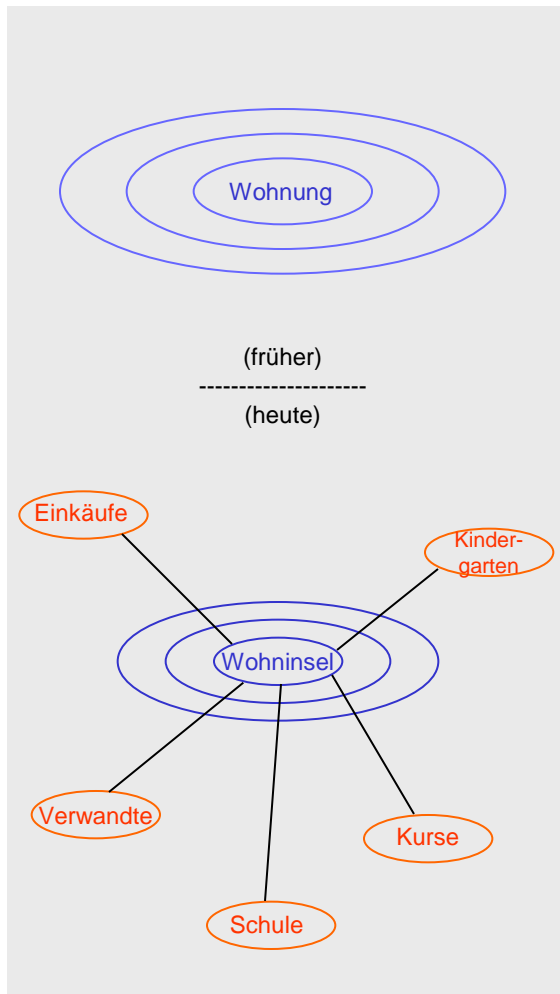 Wohnung
(früher)
---------------------
(heute)
Einkäufe
Kinder-
garten
Wohninsel
Verwandte
Kurse
Schule